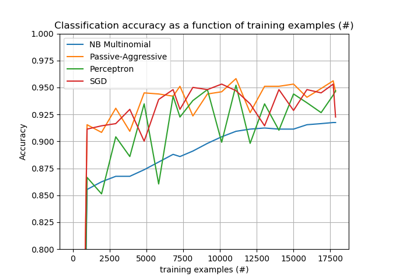 Classification accuracy as a function of training examples (#)
1.000
0.975
0.950
0.925
0.900
0.875
0.850
0.825
0.800
Accuracy
NB Multinomial
Passive-Aggressive
Perceptron
SGD
0 2500 5000 7500 10000 12500 15000 17500
training examples (#)